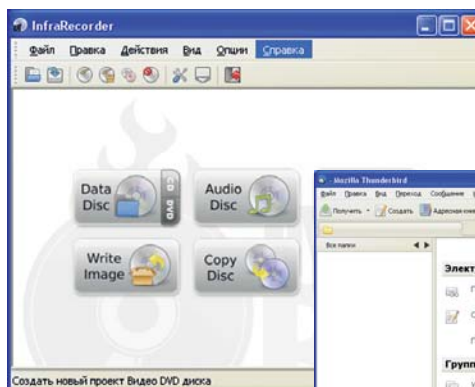 InfraRecorder
Файл Правка Действия Вид Опции Справка
Data Disc
CD DVD
Audio Disc
Write Image
Copy Disc
Создать новый проект Видео DVD диска
- Mozilla Thunderbird
Файл Правка Вид Переход Сообщение
Получить Создать Адресная
Все папки
Элект
Групп